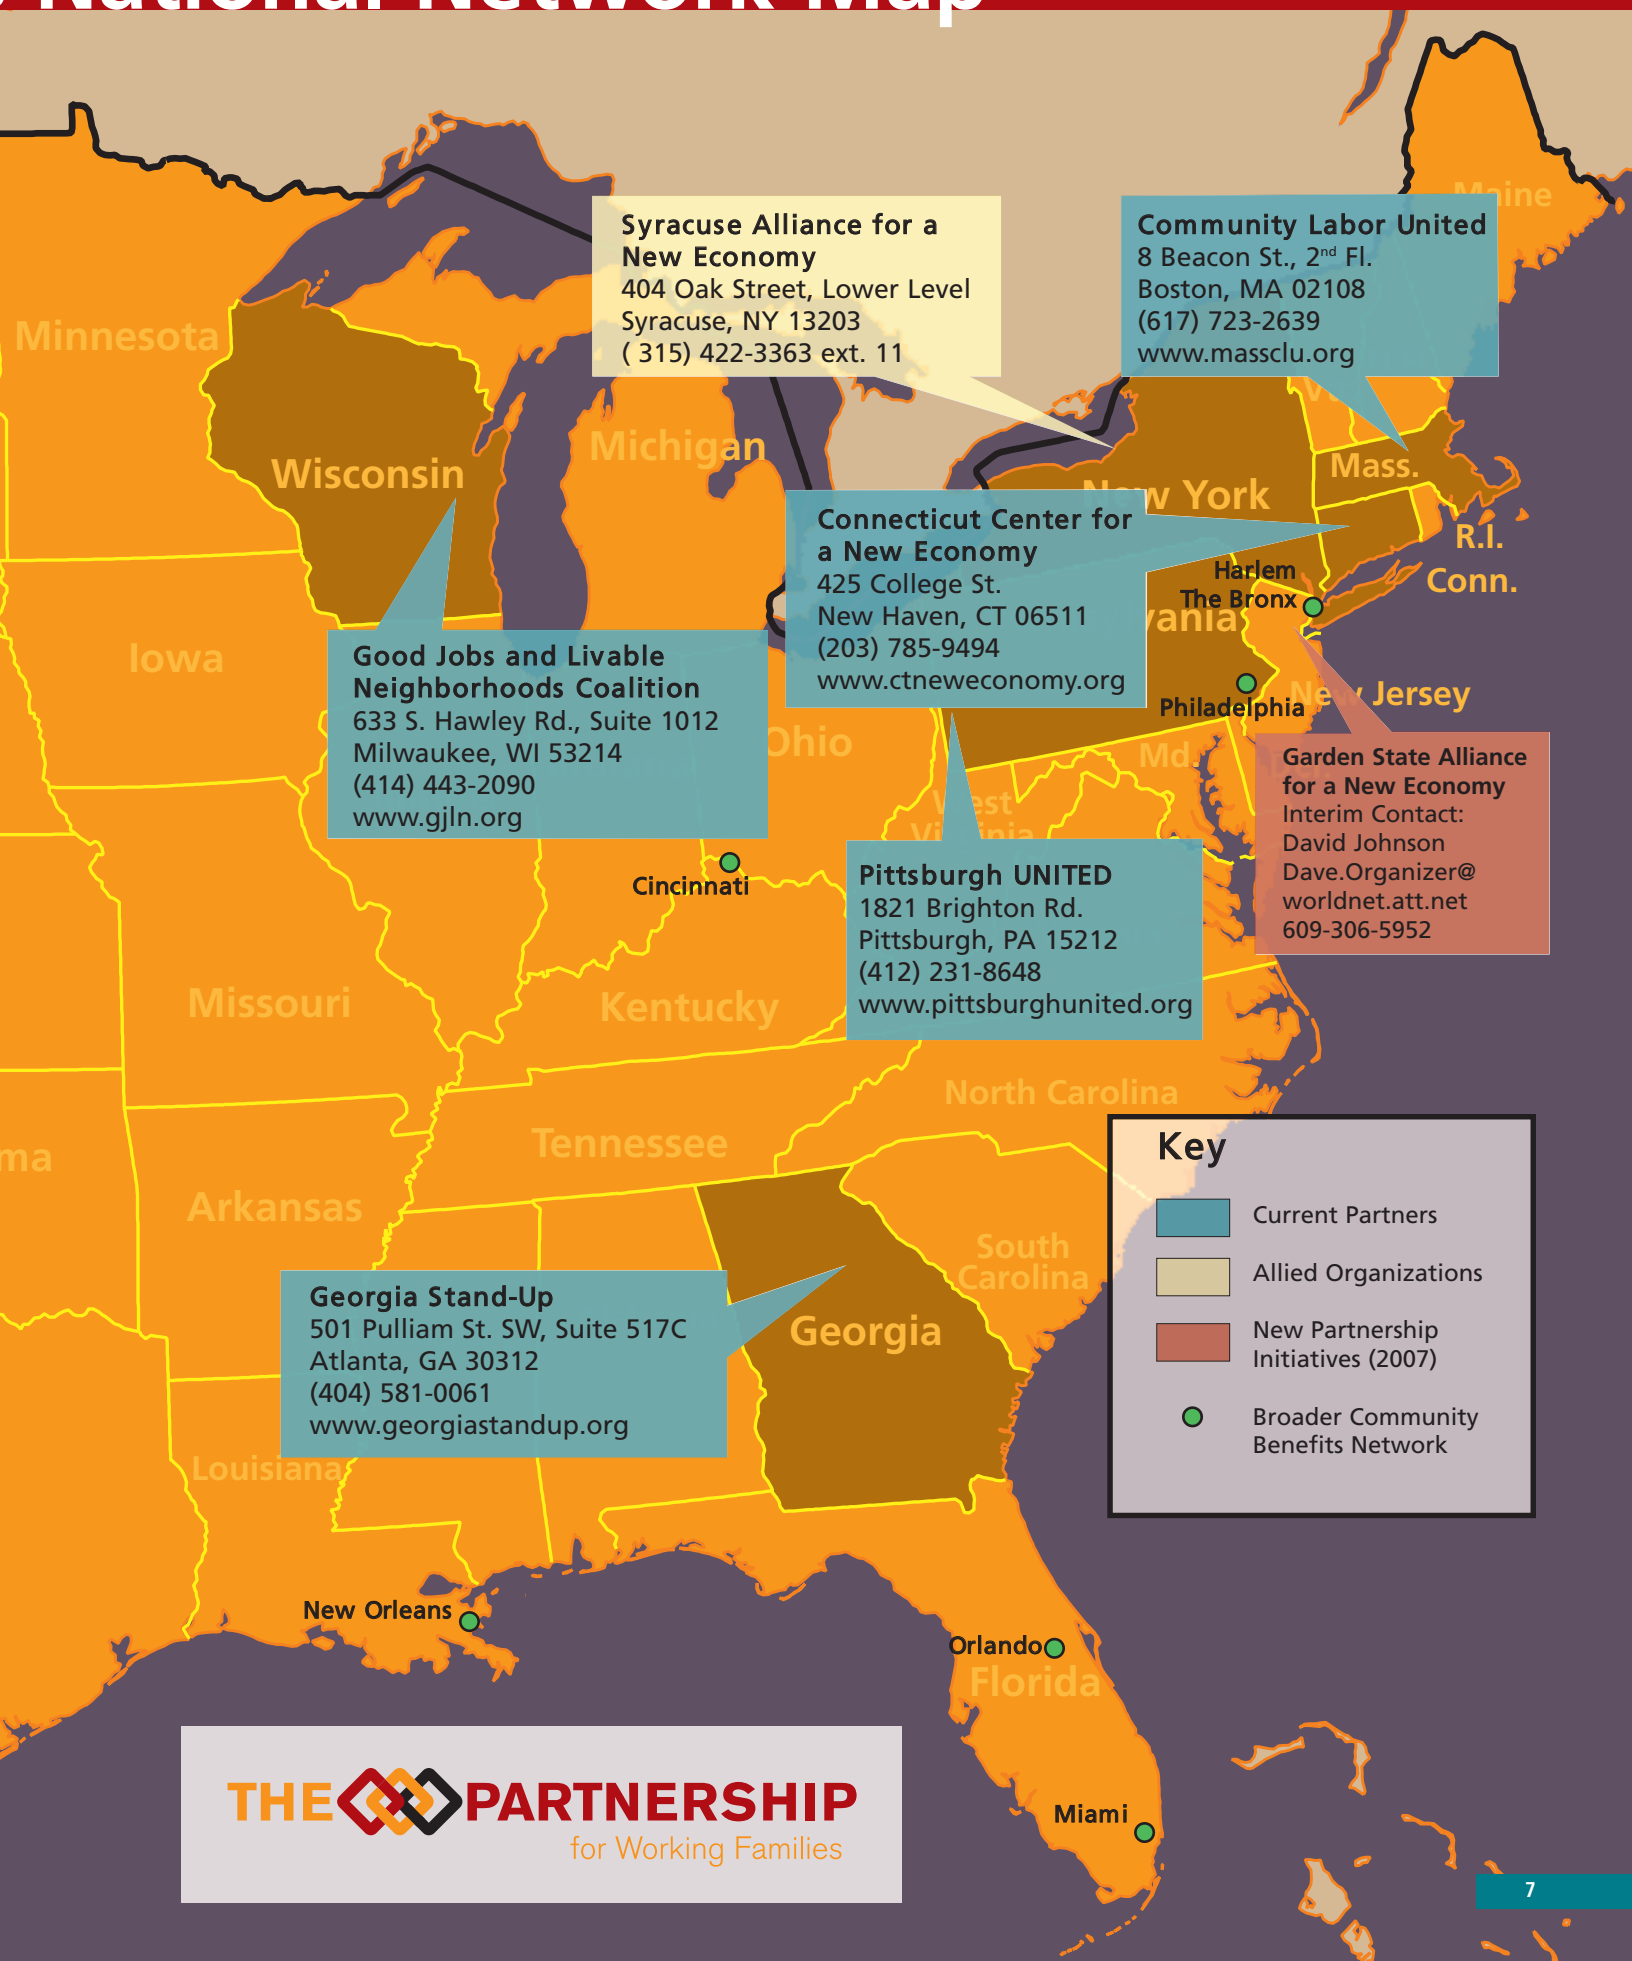 National Network Map
Maine
Syracuse Alliance for a
New Economy
404 Oak Street, Lower Level
Syracuse, NY 13203
( 315) 422-3363 ext. 11
Community Labor United
8 Beacon St., 2nd Fl.
Boston, MA 02108
(617) 723-2639
www.massclu.org
Minnesota
Wisconsin
Michigan
Mass.
New York
R.I.
Conn.
Connecticut Center for
a New Economy
425 College St.
New Haven, CT 06511
(203) 785-9494
www.ctneweconomy.org
Harlem
The Bronx
vania
Iowa
Good Jobs and Livable
Neighborhoods Coalition
633 S. Hawley Rd., Suite 1012
Milwaukee, WI 53214
(414) 443-2090
www.gjln.org
New Jersey
Philadelphia
Ohio
Md.
Del.
West
Virginia
Garden State Alliance
for a New Economy
Interim Contact:
David Johnson
Dave.Organizer@
worldnet.att.net
609-306-5952
Cincinnati
Pittsburgh UNITED
1821 Brighton Rd.
Pittsburgh, PA 15212
(412) 231-8648
www.pittsburghunited.org
Missouri
Kentucky
North Carolina
Tennessee
ma
Arkansas
South
Carolina
Key
Current Partners
Allied Organizations
New Partnership
Initiatives (2007)
Broader Community
Benefits Network
Georgia Stand-Up
501 Pulliam St. SW, Suite 517C
Atlanta, GA 30312
(404) 581-0061
www.georgiastandup.org
Georgia
Louisiana
New Orleans
Orlando
Florida
Miami
THE PARTNERSHIP
for Working Families
7